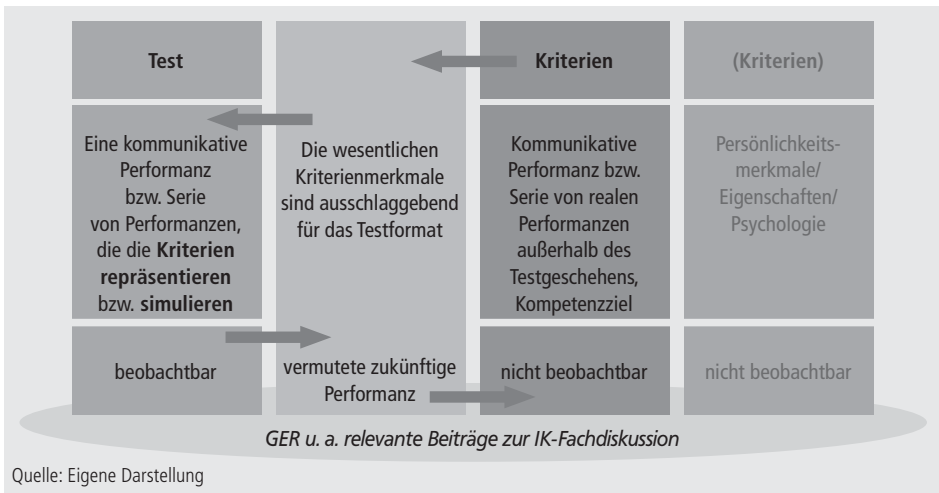 Test
Eine kommunikative
Performanz
bzw. Serie
von Performanzen,
die die Kriterien
repräsentieren
bzw. simulieren
beobachtbar
Die wesentlichen
Kriterienmerkmale
sind ausschlaggebend
für das Testformat
vermutete zukünftige
Performanz
Kriterien
Kommunikative
Performanz bzw.
Serie von realen
Performanzen
außerhalb des
Testgeschehens,
Kompetenzziel
nicht beobachtbar
(Kriterien)
Persönlichkeits-
merkmale/
Eigenschaften/
Psychologie
nicht beobachtbar
GER u. a. relevante Beiträge zur IK-Fachdiskussion
Quelle: Eigene Darstellung